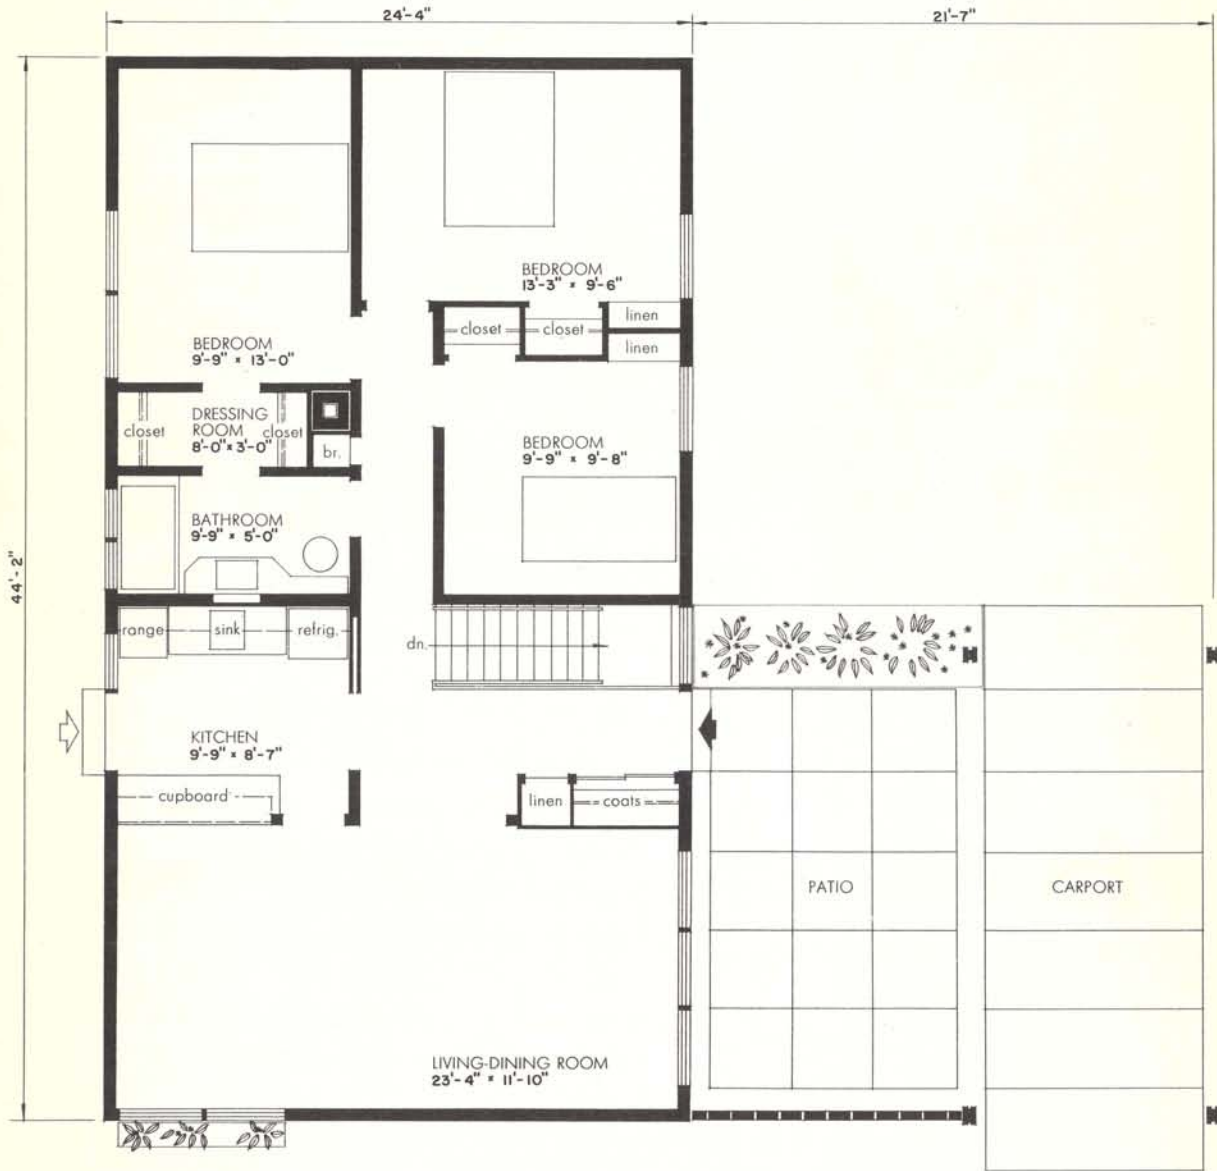 24'-4"
21'-7"
44'-2"
BEDROOM
13'-3" x 9'-6"
closet
closet
linen
linen
BEDROOM
9'-9" x 13'-0"
closet
DRESSING
ROOM
8'-0" x 3'-0"
closet
br.
BEDROOM
9'-9" x 9'-8"
BATHROOM
9'-9" x 5'-0"
range
sink
refrig.
dn.
KITCHEN
9'-9" x 8'-7"
cupboard
linen
coats
PATIO
CARPORT
LIVING-DINING ROOM
23'-4" x 11'-10"